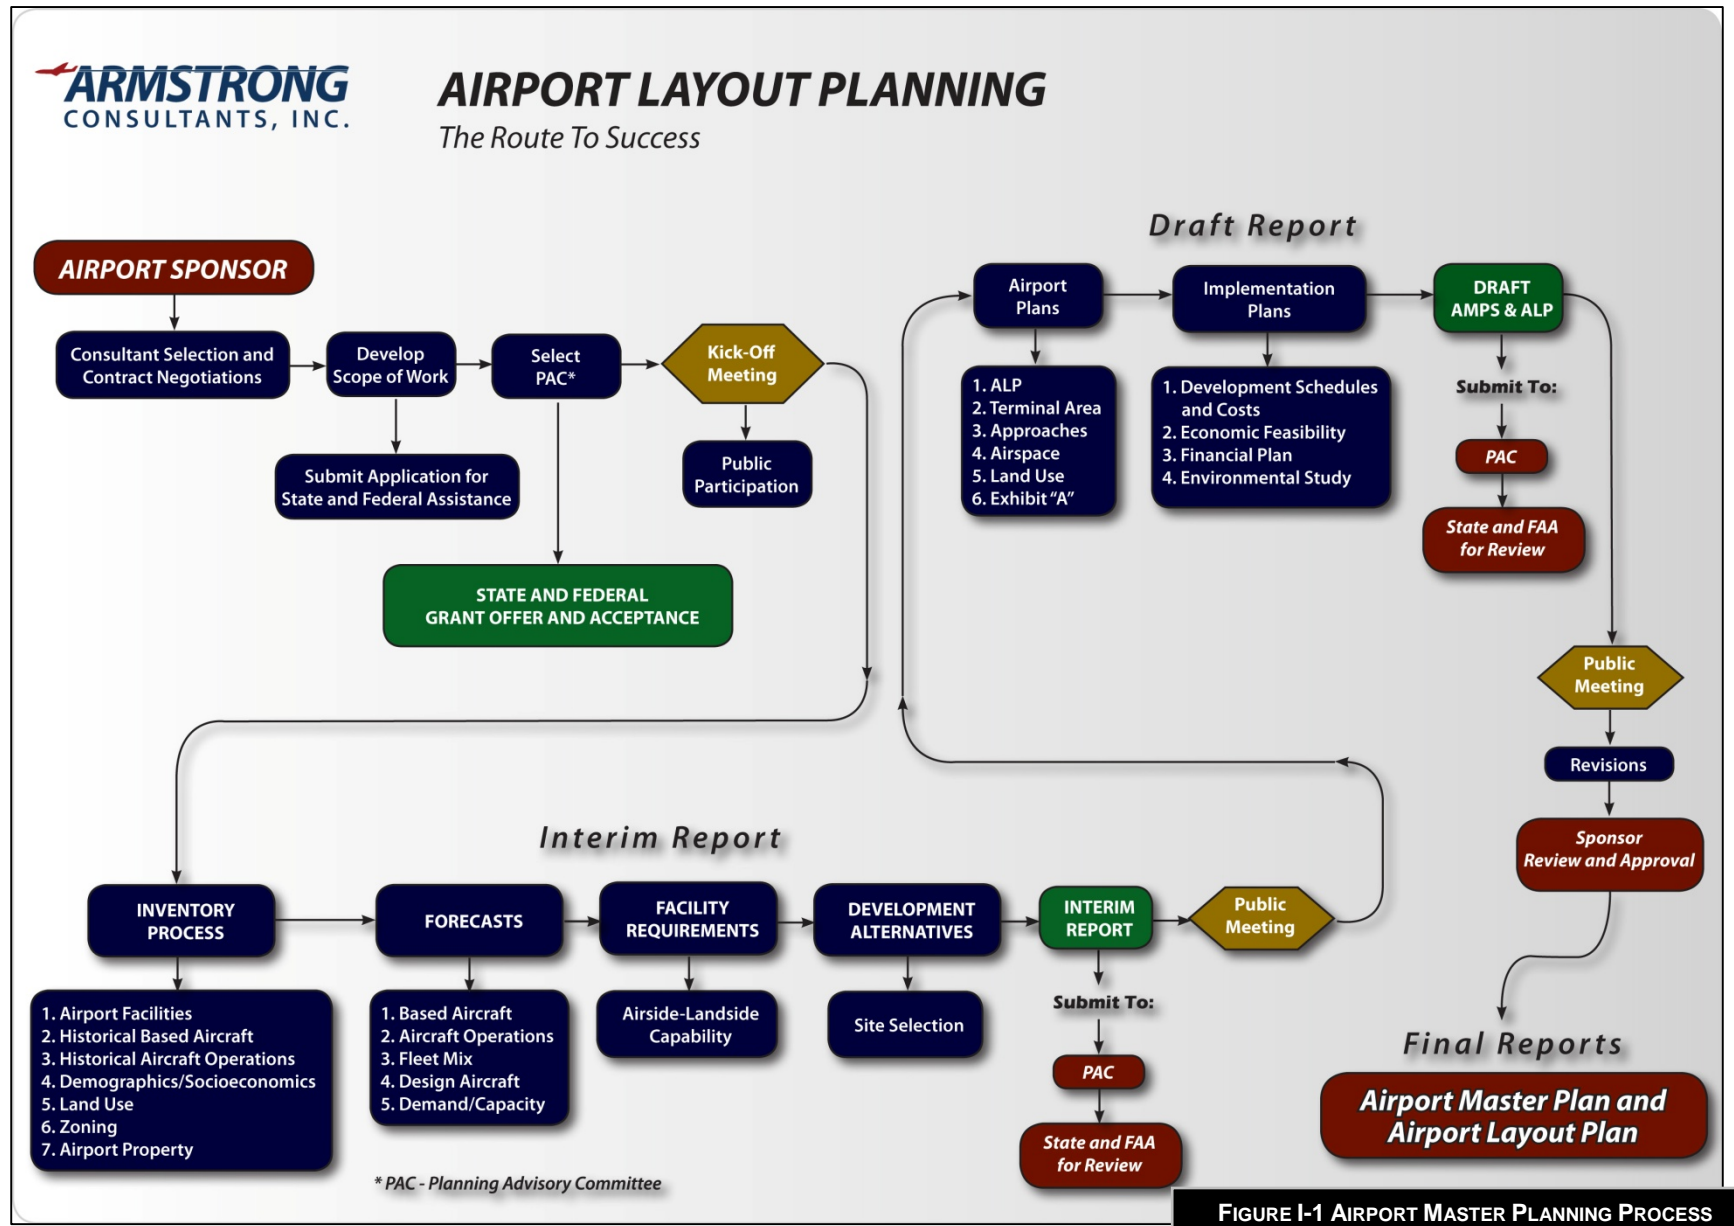 ARMSTRONG
CONSULTANTS, INC.
AIRPORT LAYOUT PLANNING
The Route To Success
AIRPORT SPONSOR
Consultant Selection and
Contract Negotiations
Develop
Scope of Work
Submit Application for
State and Federal Assistance
Select
PAC*
STATE AND FEDERAL
GRANT OFFER AND ACCEPTANCE
Kick-Off
Meeting
Public
Participation
Interim Report
INVENTORY
PROCESS
1. Airport Facilities
2. Historical Based Aircraft
3. Historical Aircraft Operations
4. Demographics/Socioeconomics
5. Land Use
6. Zoning
7. Airport Property
FORECASTS
1. Based Aircraft
2. Aircraft Operations
3. Fleet Mix
4. Design Aircraft
5. Demand/Capacity
FACILITY
REQUIREMENTS
Airside-Landside
Capability
DEVELOPMENT
ALTERNATIVES
Site Selection
INTERIM
REPORT
Submit To:
PAC
State and FAA
for Review
Public
Meeting
Draft Report
Airport
Plans
1. ALP
2. Terminal Area
3. Approaches
4. Airspace
5. Land Use
6. Exhibit “A”
Implementation
Plans
1. Development Schedules
and Costs
2. Economic Feasibility
3. Financial Plan
4. Environmental Study
DRAFT
AMPS & ALP
Submit To:
PAC
State and FAA
for Review
Public
Meeting
Revisions
Sponsor
Review and Approval
Final Reports
Airport Master Plan and
Airport Layout Plan
* PAC - Planning Advisory Committee
FIGURE I-1 AIRPORT MASTER PLANNING PROCESS